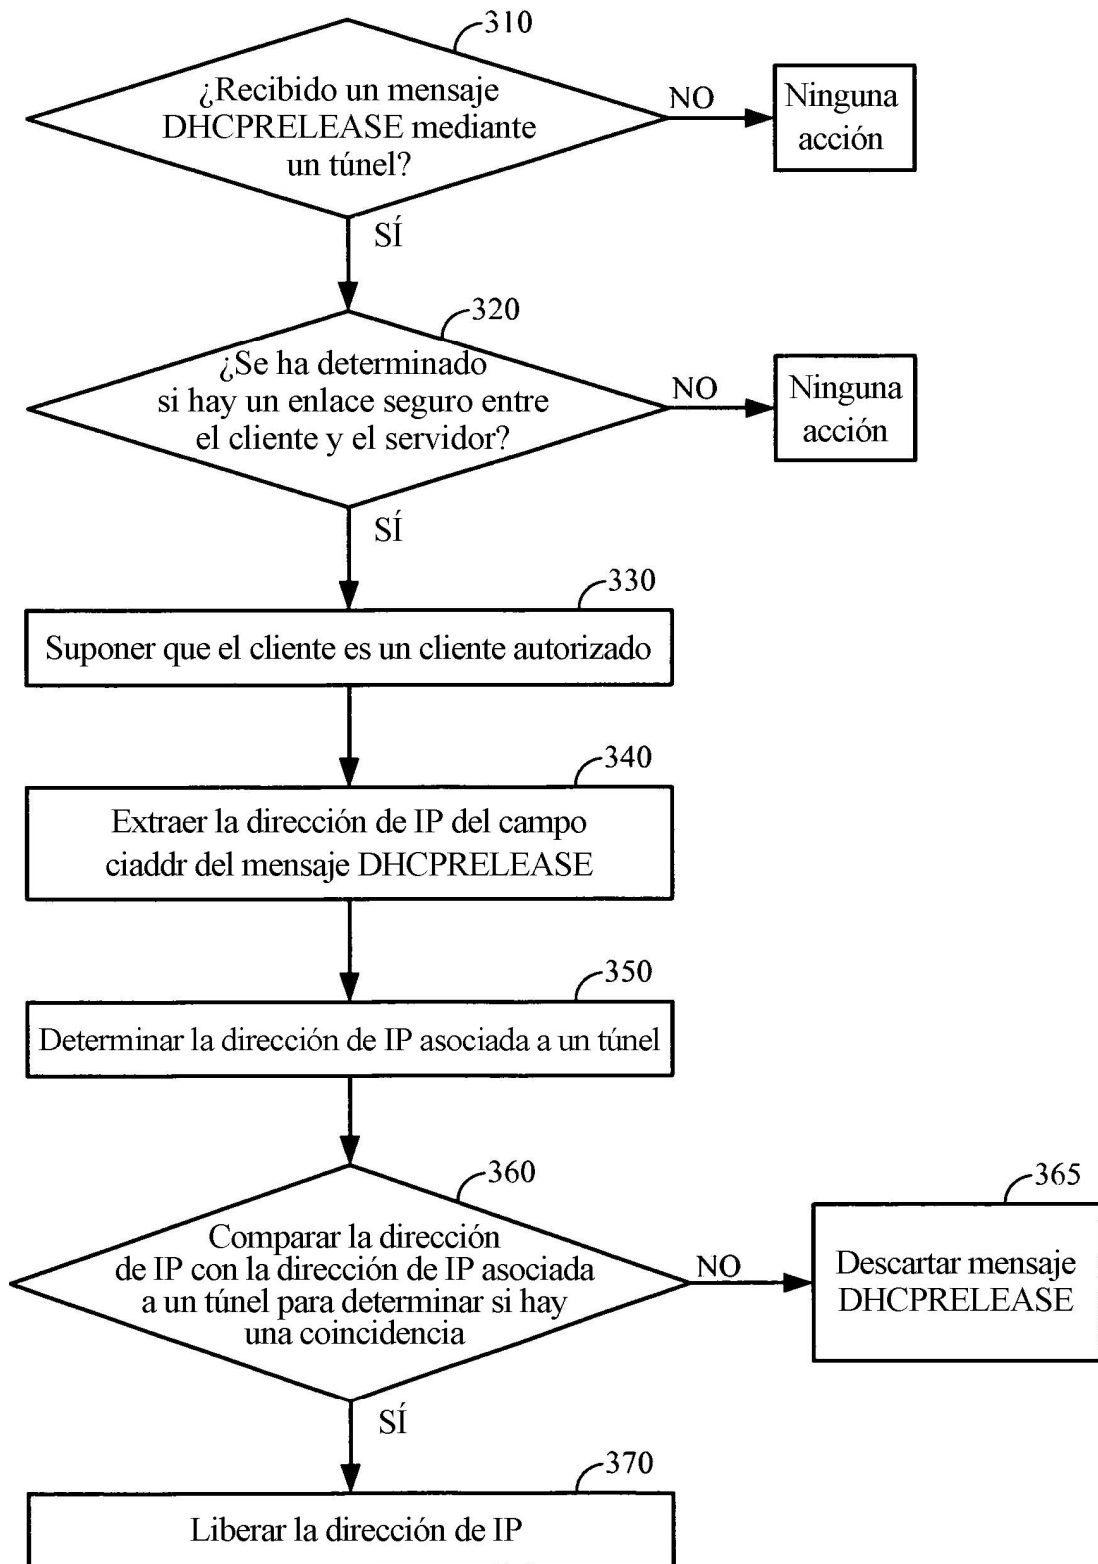 310
¿Recibido un mensaje
DHCPRELEASE mediante
un túnel?
NO
Ninguna
acción
SÍ
320
¿Se ha determinado
si hay un enlace seguro entre
el cliente y el servidor?
NO
Ninguna
acción
SÍ
330
Suponer que el cliente es un cliente autorizado
340
Extraer la dirección de IP del campo
ciaddr del mensaje DHCPRELEASE
350
Determinar la dirección de IP asociada a un túnel
360
Comparar la dirección
de IP con la dirección de IP asociada
a un túnel para determinar si hay
una coincidencia
NO
365
Descartar mensaje
DHCPRELEASE
SÍ
370
Liberar la dirección de IP